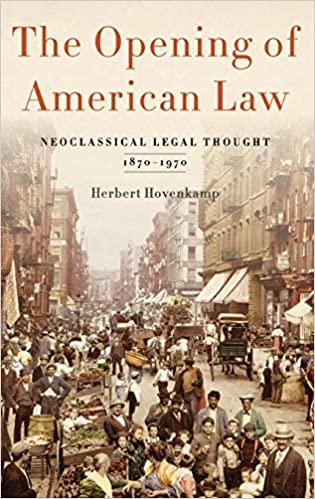 The Opening of
American Law
NEOCLASSICAL LEGAL THOUGHT
1870–1970
Herbert Hovenkamp